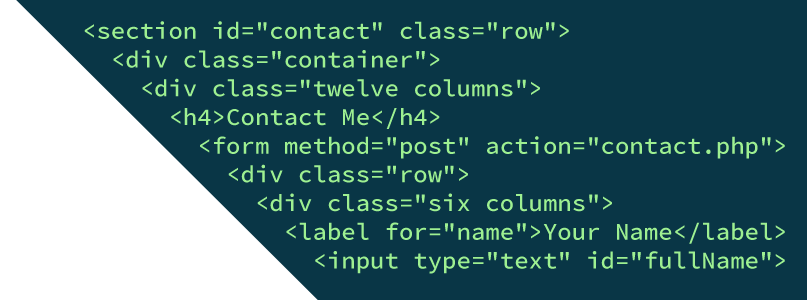 <section id="contact" class="row">
<div class="container">
<div class="twelve columns">
<h4>Contact Me</h4>
<form method="post" action="contact.php">
<div class="row">
<div class="six columns">
<label for="name">Your Name</label>
<input type="text" id="fullName">